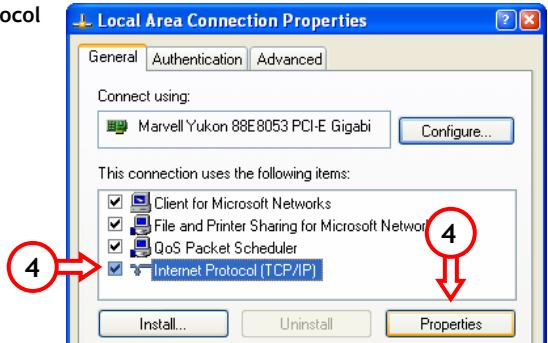 otocol
Local Area Connection Properties
General Authentication Advanced
Connect using:
Marvell Yukon 88E8053 PCI-E Gigabi Configure...
This connection uses the following items:
Client for Microsoft Networks
File and Printer Sharing for Microsoft Networ
4
QoS Packet Scheduler
4 Internet Protocol (TCP/IP)
Install... Uninstall Properties